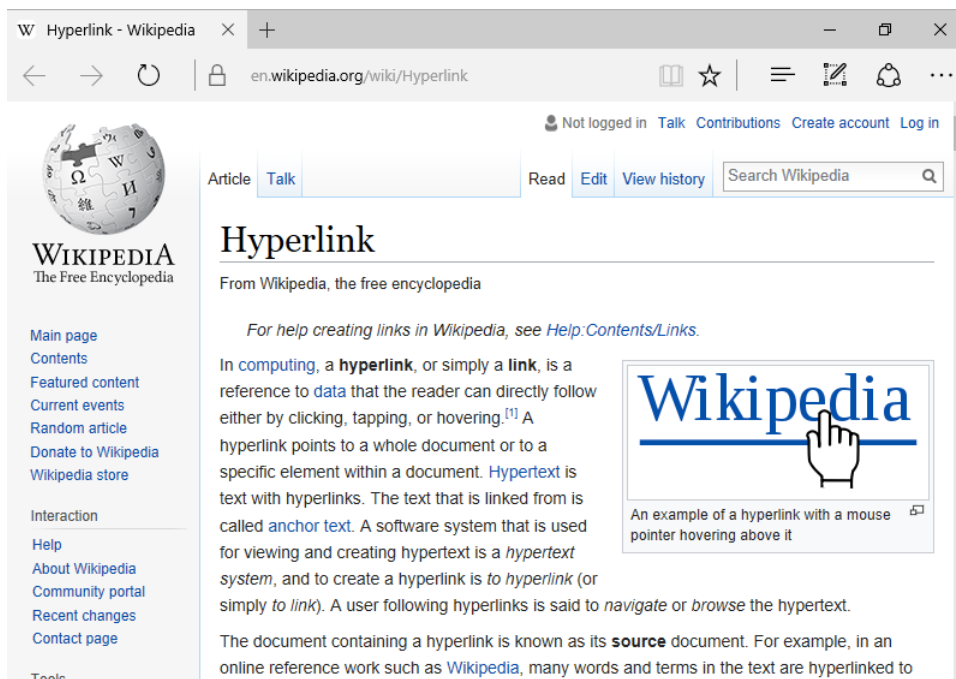 Hyperlink - Wikipedia
en.wikipedia.org/wiki/Hyperlink
Not logged in Talk Contributions Create account Log in
Article Talk Read Edit View history Search Wikipedia
WIKIPEDIA
The Free Encyclopedia
Main page
Contents
Featured content
Current events
Random article
Donate to Wikipedia
Wikipedia store
Interaction
Help
About Wikipedia
Community portal
Recent changes
Contact page
Tools
Hyperlink
From Wikipedia, the free encyclopedia
For help creating links in Wikipedia, see Help:Contents/Links.
In computing, a hyperlink, or simply a link, is a
reference to data that the reader can directly follow
either by clicking, tapping, or hovering.[1] A
hyperlink points to a whole document or to a
specific element within a document. Hypertext is
text with hyperlinks. The text that is linked from is
called anchor text. A software system that is used
for viewing and creating hypertext is a hypertext
system, and to create a hyperlink is to hyperlink (or
simply to link). A user following hyperlinks is said to navigate or browse the hypertext.
Wikipedia
An example of a hyperlink with a mouse
pointer hovering above it
The document containing a hyperlink is known as its source document. For example, in an
online reference work such as Wikipedia, many words and terms in the text are hyperlinked to